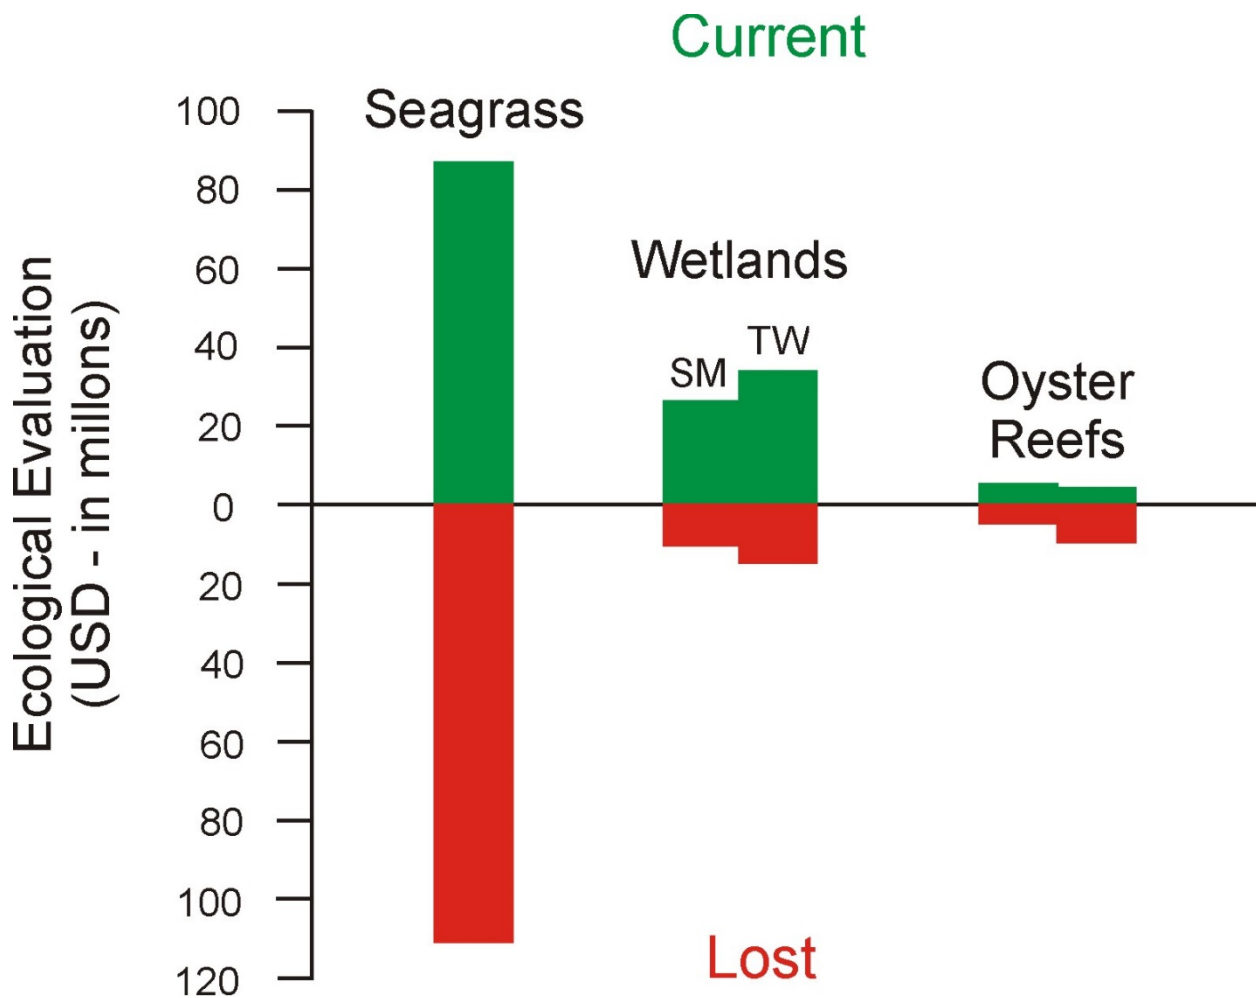 Current
Seagrass
Wetlands
SM
TW
Oyster
Reefs
Lost
Ecological Evaluation
(USD - in millons)
100
80
60
40
20
0
20
40
60
80
100
120